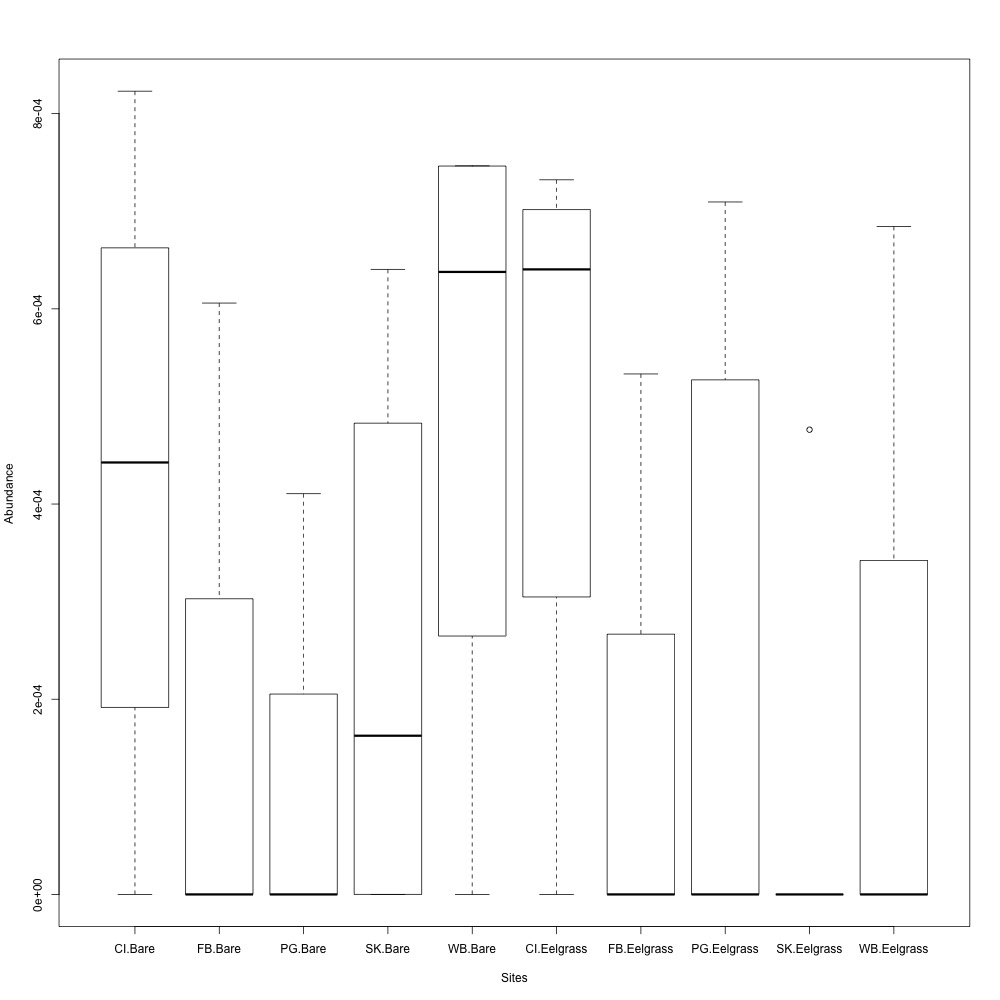 Abundance
8e-04
6e-04
4e-04
2e-04
0e+00
CI.Bare FB.Bare PG.Bare SK.Bare WB.Bare CI.Eelgrass FB.Eelgrass PG.Eelgrass SK.Eelgrass WB.Eelgrass
Sites